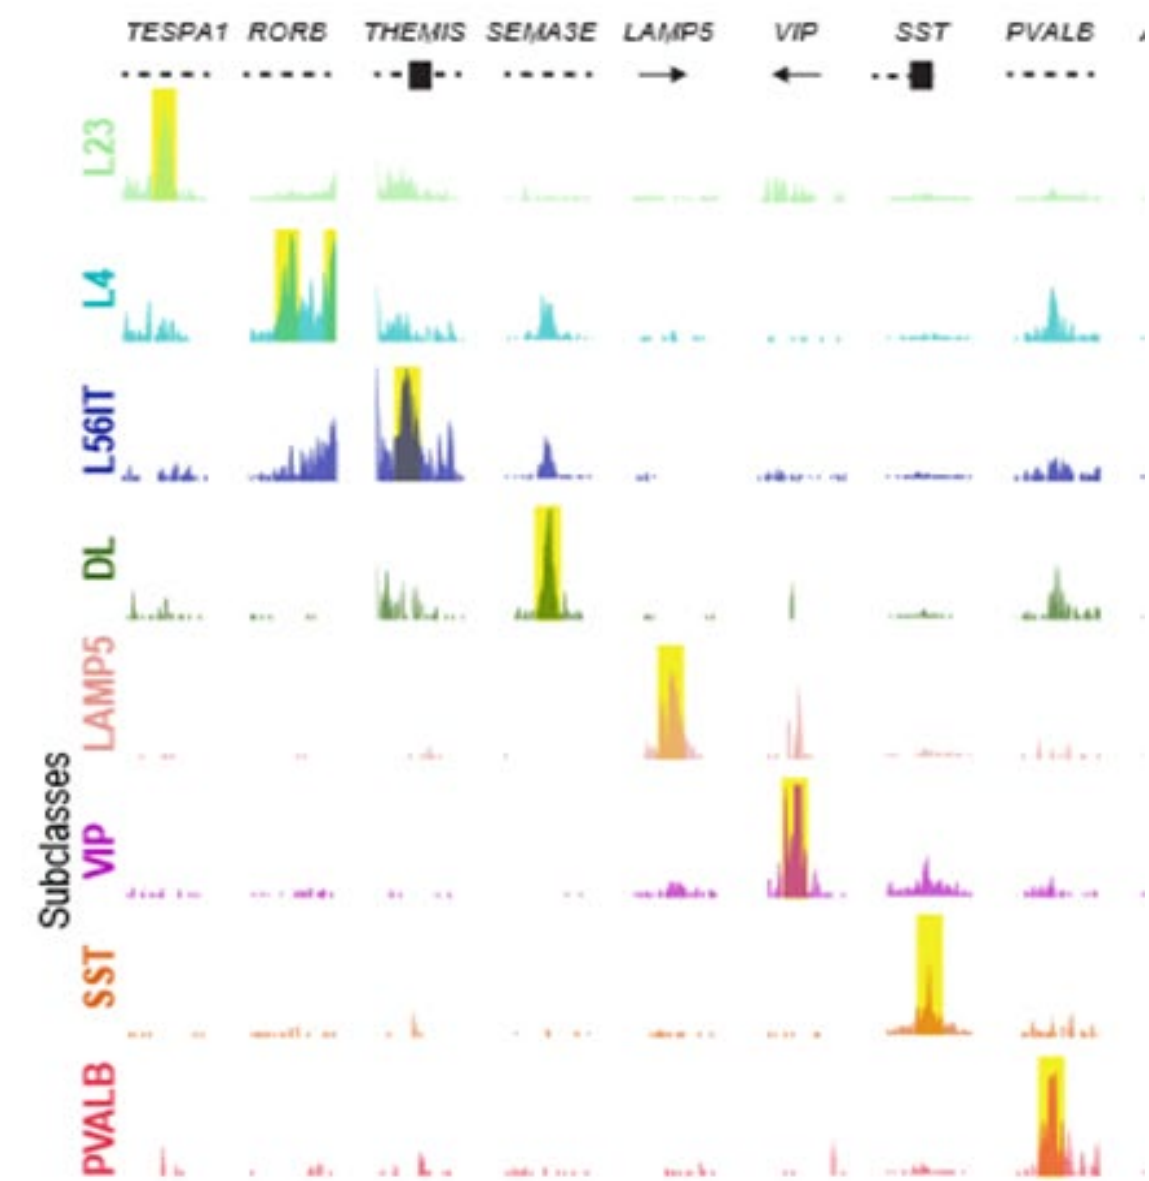 TESPA1 RORB THEMIS SEMA3E LAMP5 VIP SST PVALB
L23
L4
L56IT
DL
LAMP5
VIP
SST
PVALB
Subclasses